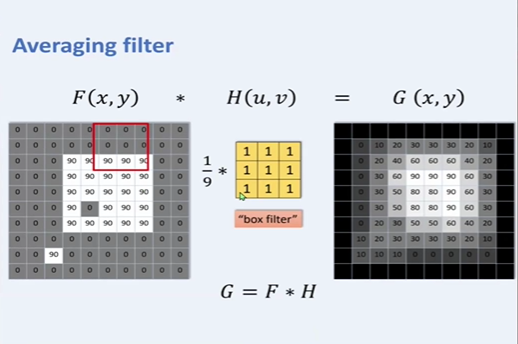 Averaging filter
F(x, y) * H(u, v) = G (x, y)
0 0 0 0 0 0 0 0 0 0
0 0 0 0 0 0 0 0 0 0
0 0 0 90 90 90 90 90 0 0
0 0 0 90 90 90 90 90 0 0
0 0 0 90 90 90 90 90 0 0
0 0 0 90 0 90 90 90 0 0
0 0 0 90 90 90 90 90 0 0
0 0 0 0 0 0 0 0 0 0
0 0 90 0 0 0 0 0 0 0
0 0 0 0 0 0 0 0 0 0
1/9 *
1 1 1
1 1 1
1 1 1
"box filter"
0 10 20 30 30 30 20 10
0 20 40 60 60 60 40 20
0 30 60 90 90 90 60 30
0 30 50 80 80 90 60 30
0 30 50 80 80 90 60 30
0 20 30 50 50 60 40 20
10 20 30 30 30 30 20 10
10 10 10 0 0 0 0 0
G = F * H